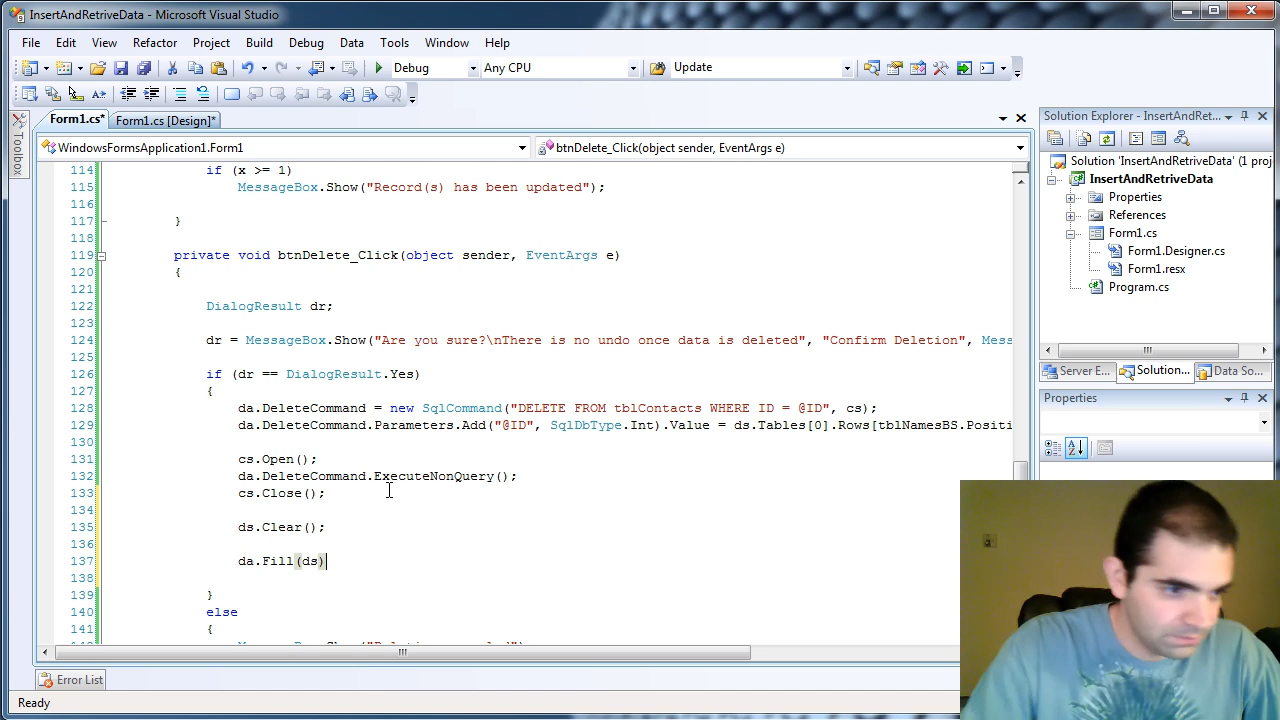 InsertAndRetriveData - Microsoft Visual Studio
File Edit View Refactor Project Build Debug Data Tools Window Help
Debug Any CPU Update
Form1.cs* Form1.cs [Design]*
Toolbox
WindowsFormsApplication1.Form1 btnDelete_Click(object sender, EventArgs e)
114 if (x >= 1)
115 MessageBox.Show("Record(s) has been updated");
116
117 }
118
119 private void btnDelete_Click(object sender, EventArgs e)
120 {
121
122 DialogResult dr;
123
124 dr = MessageBox.Show("Are you sure?\nThere is no undo once data is deleted", "Confirm Deletion", Mess
125
126 if (dr == DialogResult.Yes)
127 {
128 da.DeleteCommand = new SqlCommand("DELETE FROM tblContacts WHERE ID = @ID", cs);
129 da.DeleteCommand.Parameters.Add("@ID", SqlDbType.Int).Value = ds.Tables[0].Rows[tblNamesBS.Positi
130
131 cs.Open();
132 da.DeleteCommand.ExecuteNonQuery();
133 cs.Close();
134
135 ds.Clear();
136
137 da.Fill(ds)
138
139 }
140 else
141 {
Error List
Ready
Solution Explorer - InsertAndRet...
Solution 'InsertAndRetriveData' (1 proj
InsertAndRetriveData
Properties
References
Form1.cs
Form1.Designer.cs
Form1.resx
Program.cs
Server E... Solution... Data So...
Properties